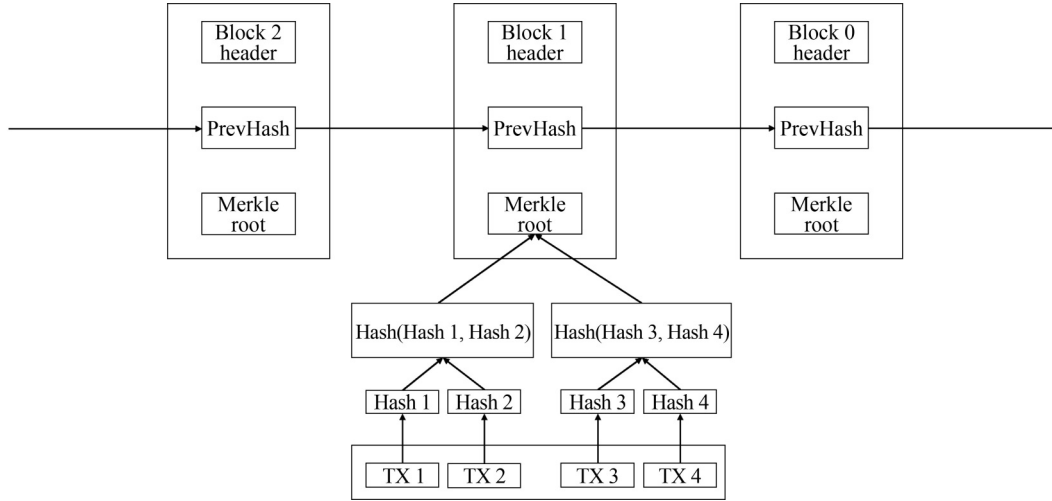 Block 2
header
Block 1
header
Block 0
header
PrevHash
PrevHash
PrevHash
Merkle
root
Merkle
root
Merkle
root
Hash(Hash 1, Hash 2)
Hash(Hash 3, Hash 4)
Hash 1
Hash 2
Hash 3
Hash 4
TX 1
TX 2
TX 3
TX 4